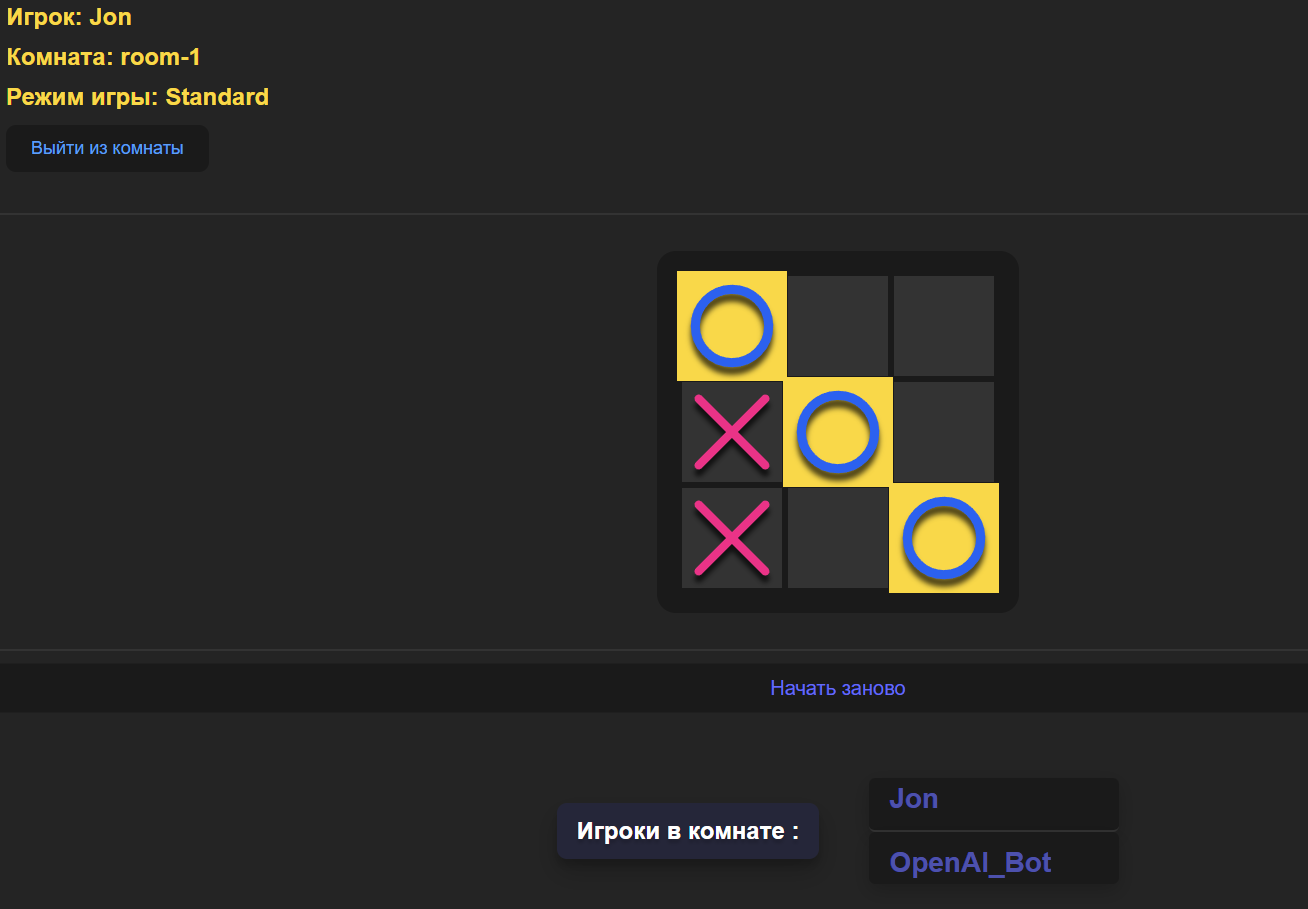 Игрок: Jon
Комната: room-1
Режим игры: Standard
Выйти из комнаты
Начать заново
Игроки в комнате :
Jon
OpenAI_Bot